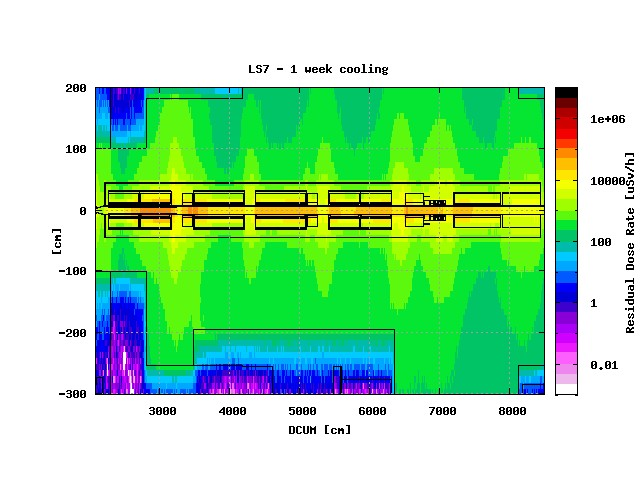 LS7 - 1 week cooling
200
100
0
-100
-200
-300
[cm]
3000 4000 5000 6000 7000 8000
DCUM [cm]
1e+06
10000
100
1
0.01
Residual Dose Rate [uSv/h]